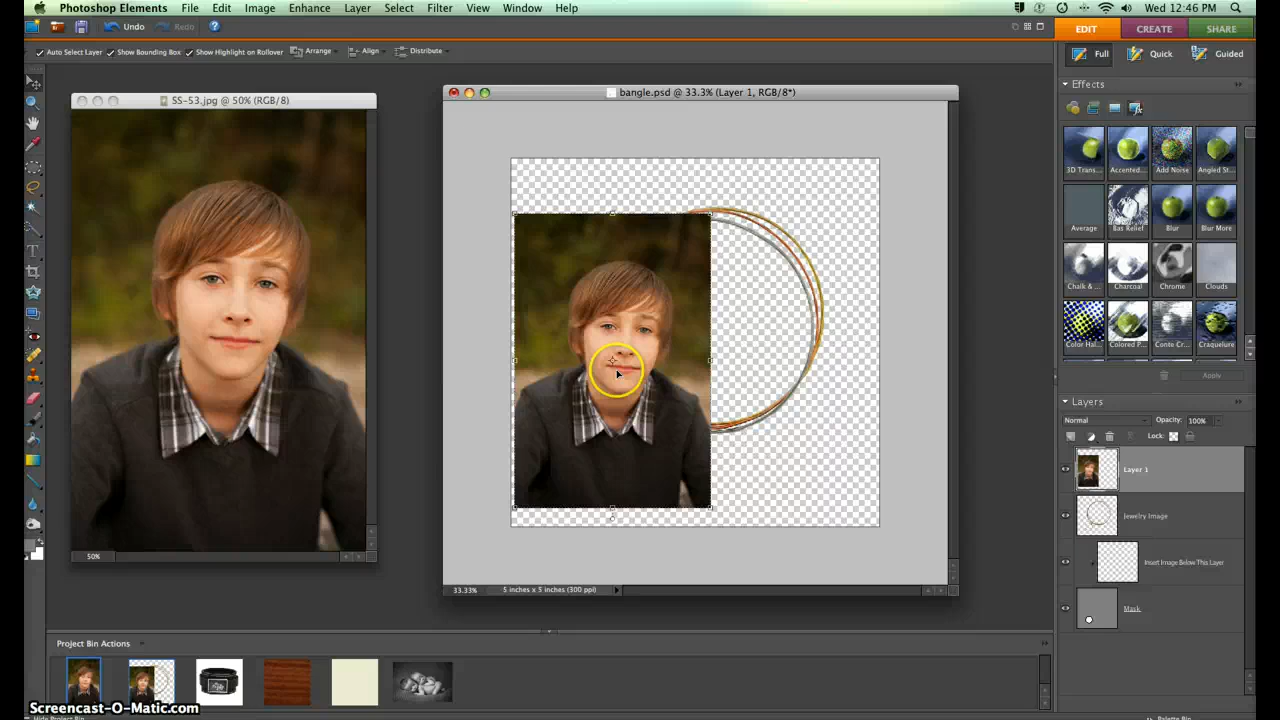 Photoshop Elements File Edit Image Enhance Layer Select Filter View Window Help Wed 12:46 PM
Undo Redo EDIT CREATE SHARE
Auto Select Layer Show Bounding Box Show Highlight on Rollover Arrange Align Distribute Full Quick Guided
Effects
SS-53.jpg @ 50% (RGB/8) bangle.psd @ 33.3% (Layer 1, RGB/8*)
3D Trans... Accented... Add Noise Angled St...
Average Bas Relief Blur Blur More
Chalk & ... Charcoal Chrome Clouds
Color Hal... Colored P... Conte Cr... Craquelure
Apply
Layers
Normal Opacity: 100%
Lock:
Layer 1
Jewelry Image
Insert Image Below This Layer
Mask
50%
33.33% 5 inches x 5 inches (300 ppi)
Project Bin Actions
Screencast-O-Matic.com
Hide Project Bin Palette Bin